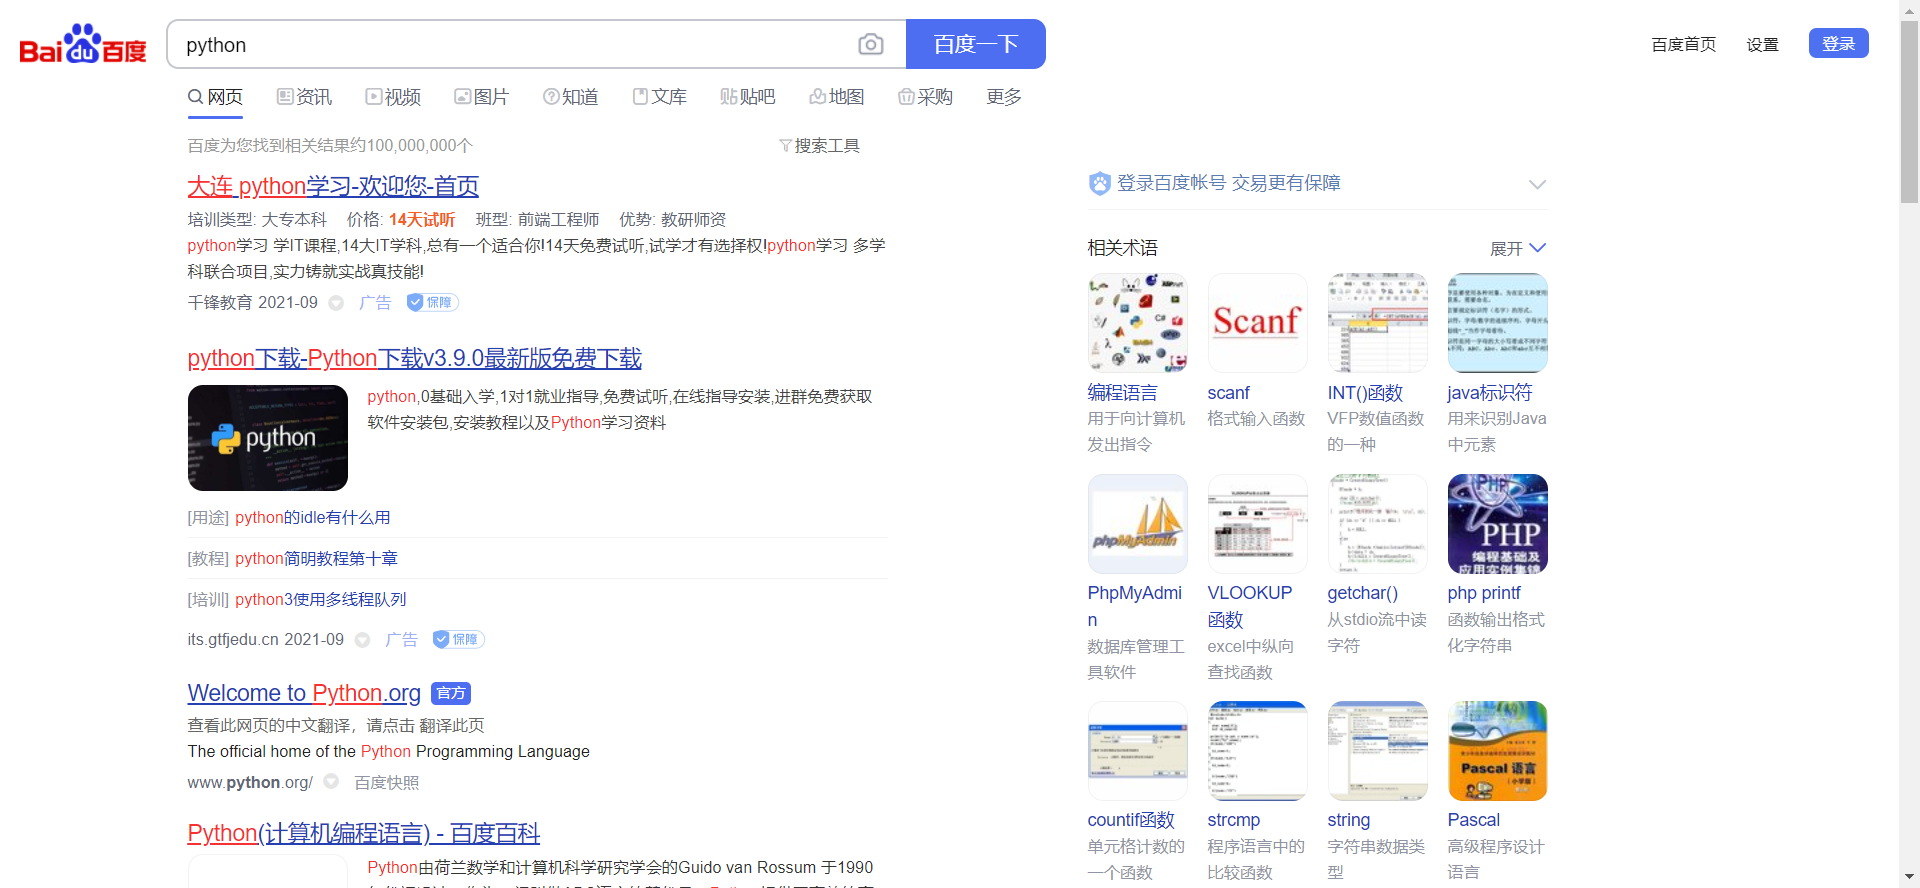 Bai du 百度
python
百度一下
百度首页 设置 登录
网页 资讯 视频 图片 知道 文库 贴吧 地图 采购 更多
百度为您找到相关结果约100,000,000个
搜索工具
大连 python学习-欢迎您-首页
培训类型: 大专本科 价格: 14天试听 班型: 前端工程师 优势: 教研师资
python学习 学IT课程,14大IT学科,总有一个适合你!14天免费试听,试学才有选择权!python学习 多学
科联合项目,实力铸就实战真技能!
千锋教育 2021-09 广告 保障
python下载-Python下载v3.9.0最新版免费下载
python
python,0基础入学,1对1就业指导,免费试听,在线指导安装,进群免费获取
软件安装包,安装教程以及Python学习资料
[用途] python的idle有什么用
[教程] python简明教程第十章
[培训] python3使用多线程队列
its.gtfjedu.cn 2021-09 广告 保障
Welcome to Python.org 官方
查看此网页的中文翻译，请点击 翻译此页
The official home of the Python Programming Language
www.python.org/ 百度快照
Python(计算机编程语言) - 百度百科
Python由荷兰数学和计算机科学研究学会的Guido van Rossum 于1990
登录百度帐号 交易更有保障
相关术语
展开
Scanf
编程语言
用于向计算机
发出指令
scanf
格式输入函数
INT()函数
VFP数值函数
的一种
java标识符
用来识别Java
中元素
phpMyAdmin
PHP
PHP
编程基础及
应用实例集锦
PhpMyAdmi
n
数据库管理工
具软件
VLOOKUP
函数
excel中纵向
查找函数
getchar()
从stdio流中读
字符
php printf
函数输出格式
化字符串
Pascal 语言
（小学版）
countif函数
单元格计数的
一个函数
strcmp
程序语言中的
比较函数
string
字符串数据类
型
Pascal
高级程序设计
语言